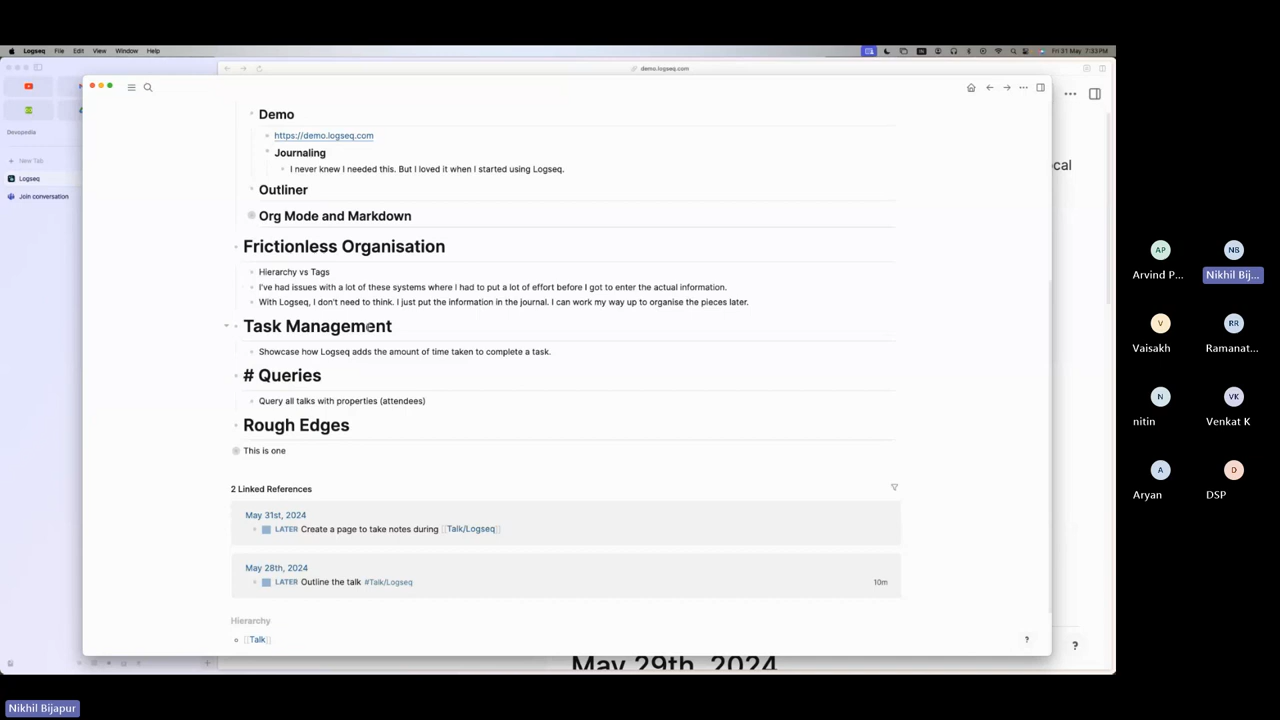 Logseq File Edit View Window Help
Fri 31 May 7:33PM
demo.logseq.com
Devopedia
New Tab
Logseq
Join conversation
Demo
https://demo.logseq.com
Journaling
I never knew I needed this. But I loved it when I started using Logseq.
Outliner
Org Mode and Markdown
Frictionless Organisation
Hierarchy vs Tags
I've had issues with a lot of these systems where I had to put a lot of effort before I got to enter the actual information.
With Logseq, I don't need to think. I just put the information in the journal. I can work my way up to organise the pieces later.
Task Management
Showcase how Logseq adds the amount of time taken to complete a task.
# Queries
Query all talks with properties (attendees)
Rough Edges
This is one
2 Linked References
May 31st, 2024
LATER Create a page to take notes during [[Talk/Logseq]]
May 28th, 2024
LATER Outline the talk #Talk/Logseq 10m
Hierarchy
[[Talk]]
?
cal
?
May 29th, 2024
AP NB
Arvind P... Nikhil Bij...
V RR
Vaisakh Ramanat...
N VK
nitin Venkat K
A D
Aryan DSP
Nikhil Bijapur